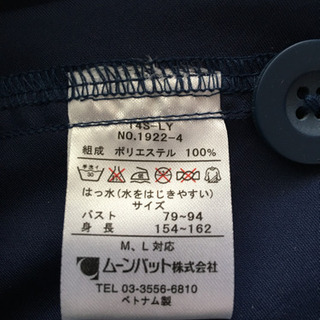 14S-LY
NO.1922-4
組成 ポリエステル 100%
はっ水(水をはじきやすい)
サイズ
バスト 79~94
身長 154~162
M、L 対応
ムーンバット株式会社
TEL 03-3556-6810
ベトナム製